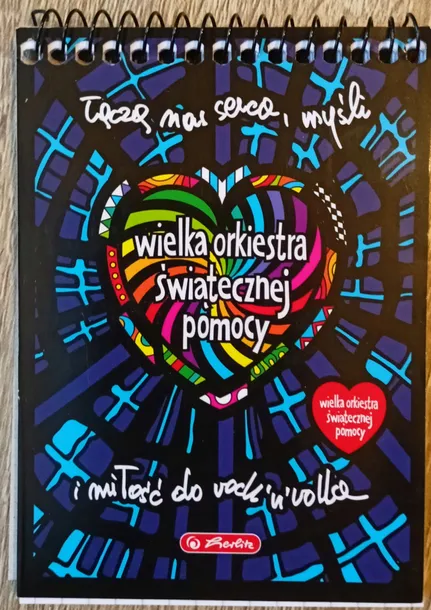 Łączą nas serca, myśli
wielka orkiestra
świątecznej
pomocy
wielka orkiestra
świątecznej
pomocy
i miłość do rock'n'rolla
Herlitz